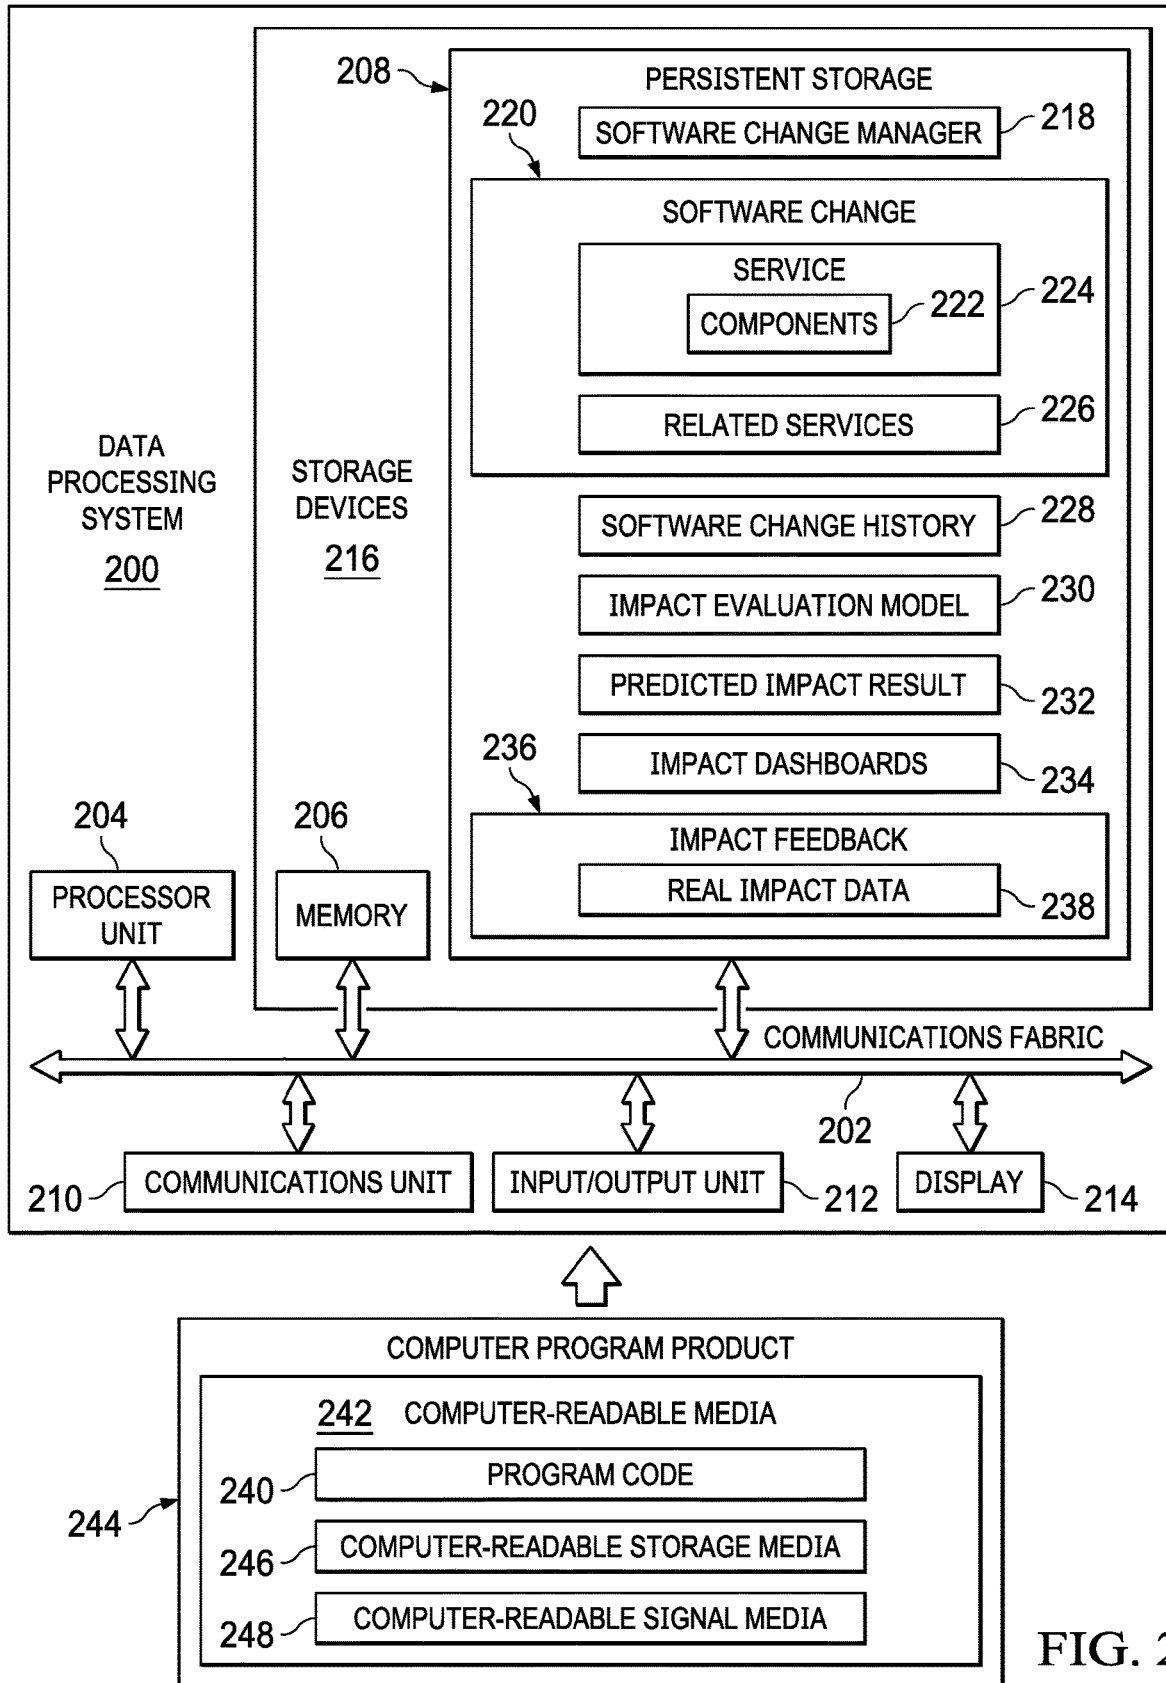 208
PERSISTENT STORAGE
220
SOFTWARE CHANGE MANAGER
218
SOFTWARE CHANGE
SERVICE
224
COMPONENTS
222
RELATED SERVICES
226
DATA
PROCESSING
SYSTEM
200
STORAGE
DEVICES
216
SOFTWARE CHANGE HISTORY
228
IMPACT EVALUATION MODEL
230
PREDICTED IMPACT RESULT
232
236
IMPACT DASHBOARDS
234
IMPACT FEEDBACK
REAL IMPACT DATA
238
204
PROCESSOR
UNIT
206
MEMORY
COMMUNICATIONS FABRIC
202
210
COMMUNICATIONS UNIT
INPUT/OUTPUT UNIT
212
DISPLAY
214
COMPUTER PROGRAM PRODUCT
242 COMPUTER-READABLE MEDIA
240
PROGRAM CODE
244
246
COMPUTER-READABLE STORAGE MEDIA
248
COMPUTER-READABLE SIGNAL MEDIA
FIG. 2